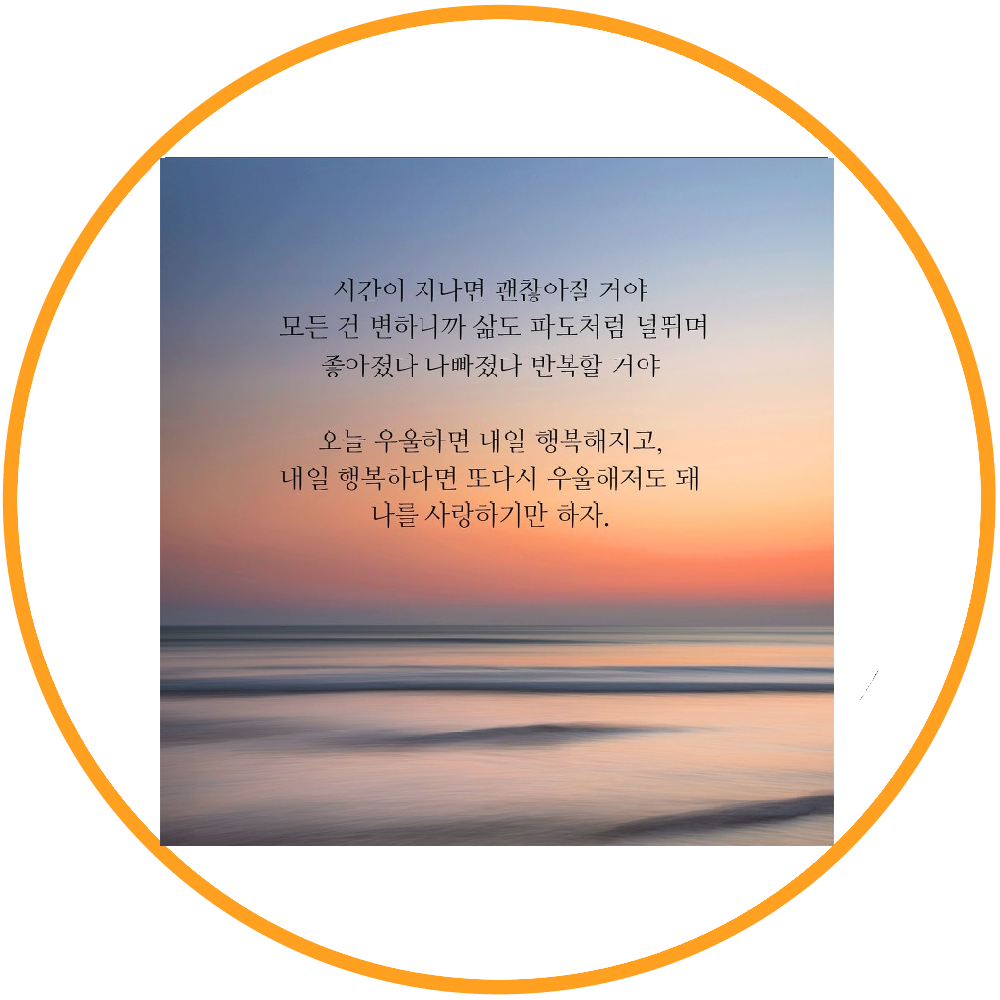 시간이 지나면 괜찮아질 거야
모든 건 변하니까 삶도 파도처럼 널뛰며
좋아졌나 나빠졌나 반복할 거야
오늘 우울하면 내일 행복해지고,
내일 행복하다면 또다시 우울해져도 돼
나를 사랑하기만 하자.